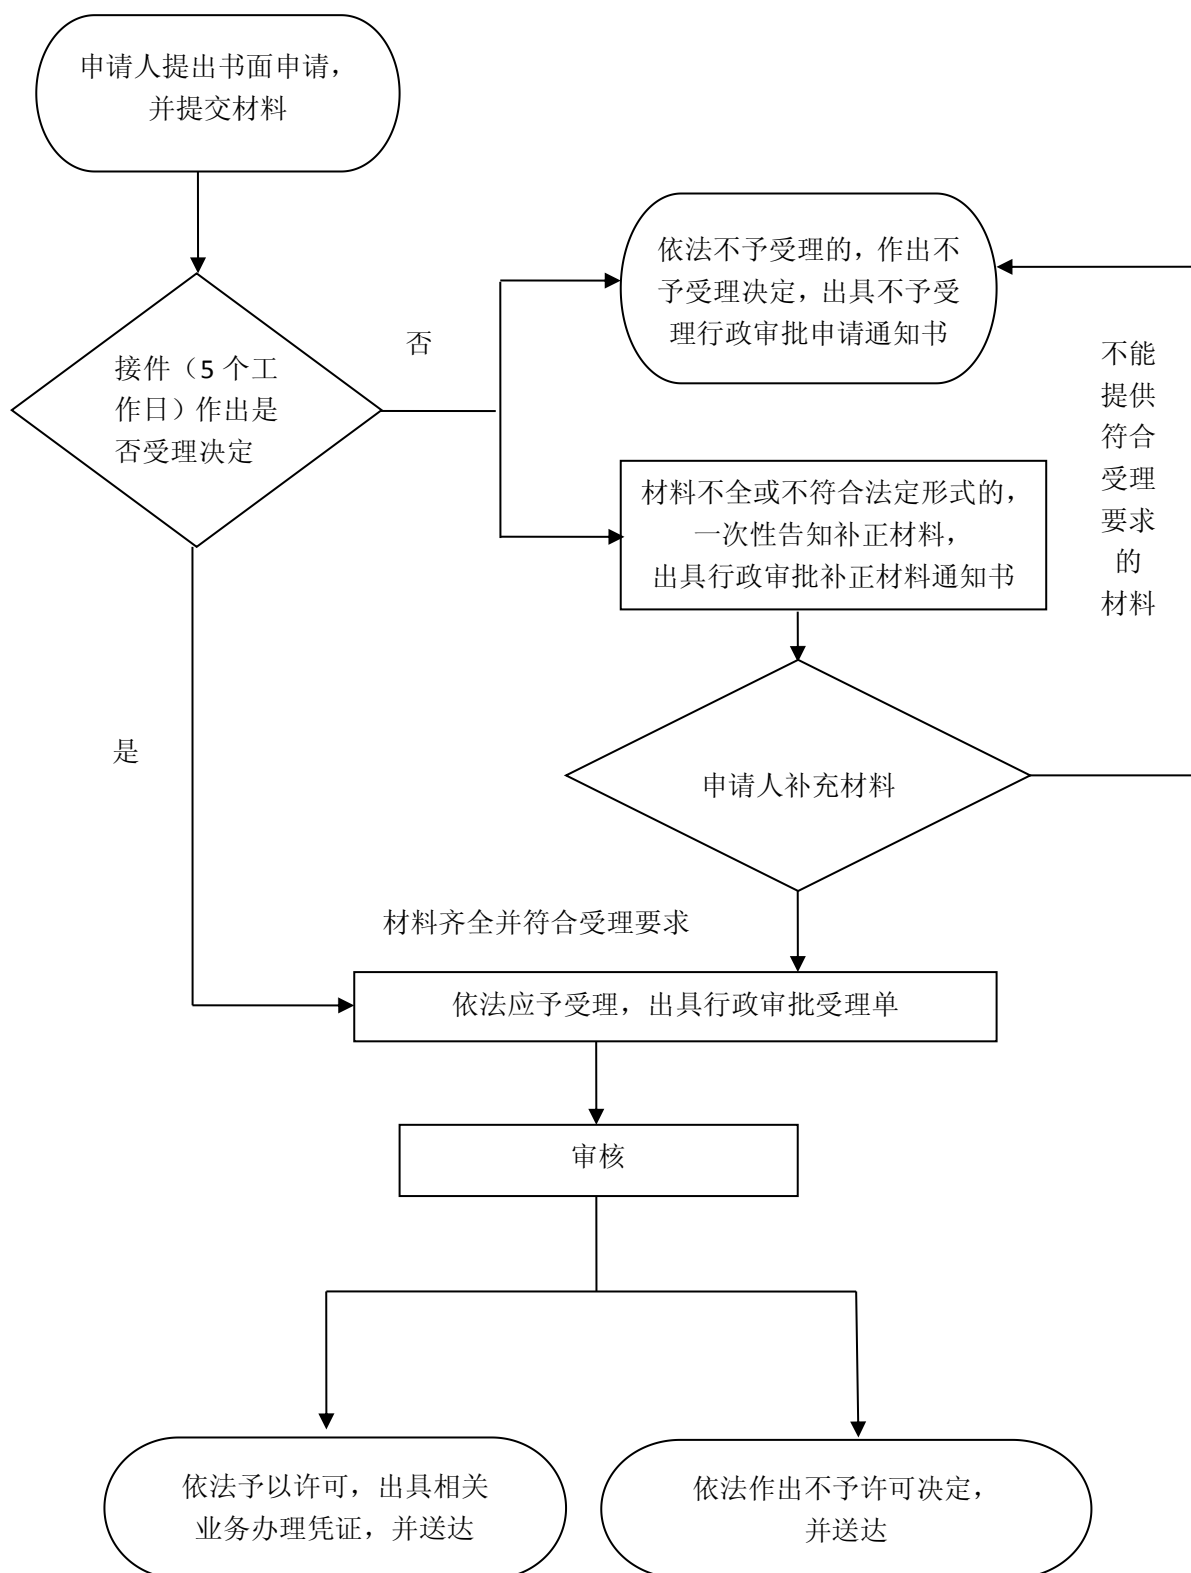 申请人提出书面申请，
并提交材料
依法不予受理的，作出不
予受理决定，出具不予受
理行政审批申请通知书
否
接件（5个工
作日）作出是
否受理决定
不能
提供
符合
受理
要求
的
材料
材料不全或不符合法定形式的，
一次性告知补正材料，
出具行政审批补正材料通知书
是
申请人补充材料
材料齐全并符合受理要求
依法应予受理，出具行政审批受理单
审核
依法予以许可，出具相关
业务办理凭证，并送达
依法作出不予许可决定，
并送达